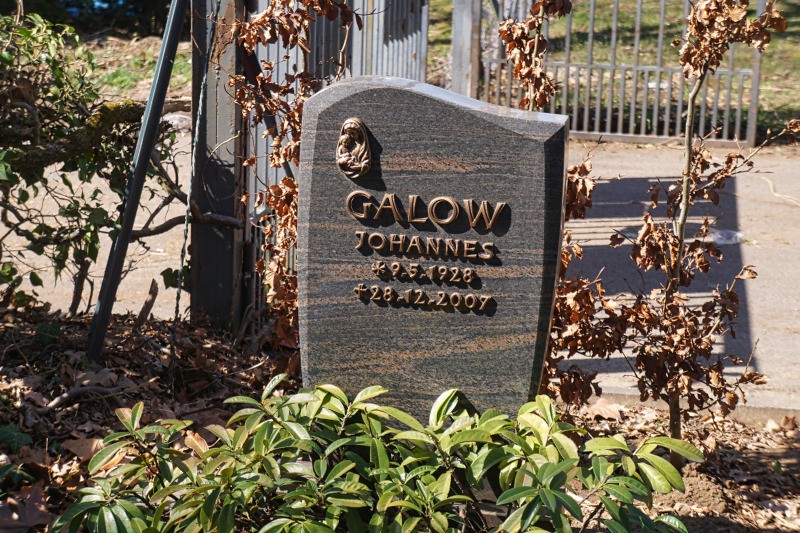 GALOW
JOHANNES
*9.5.1928
+28.12.2007